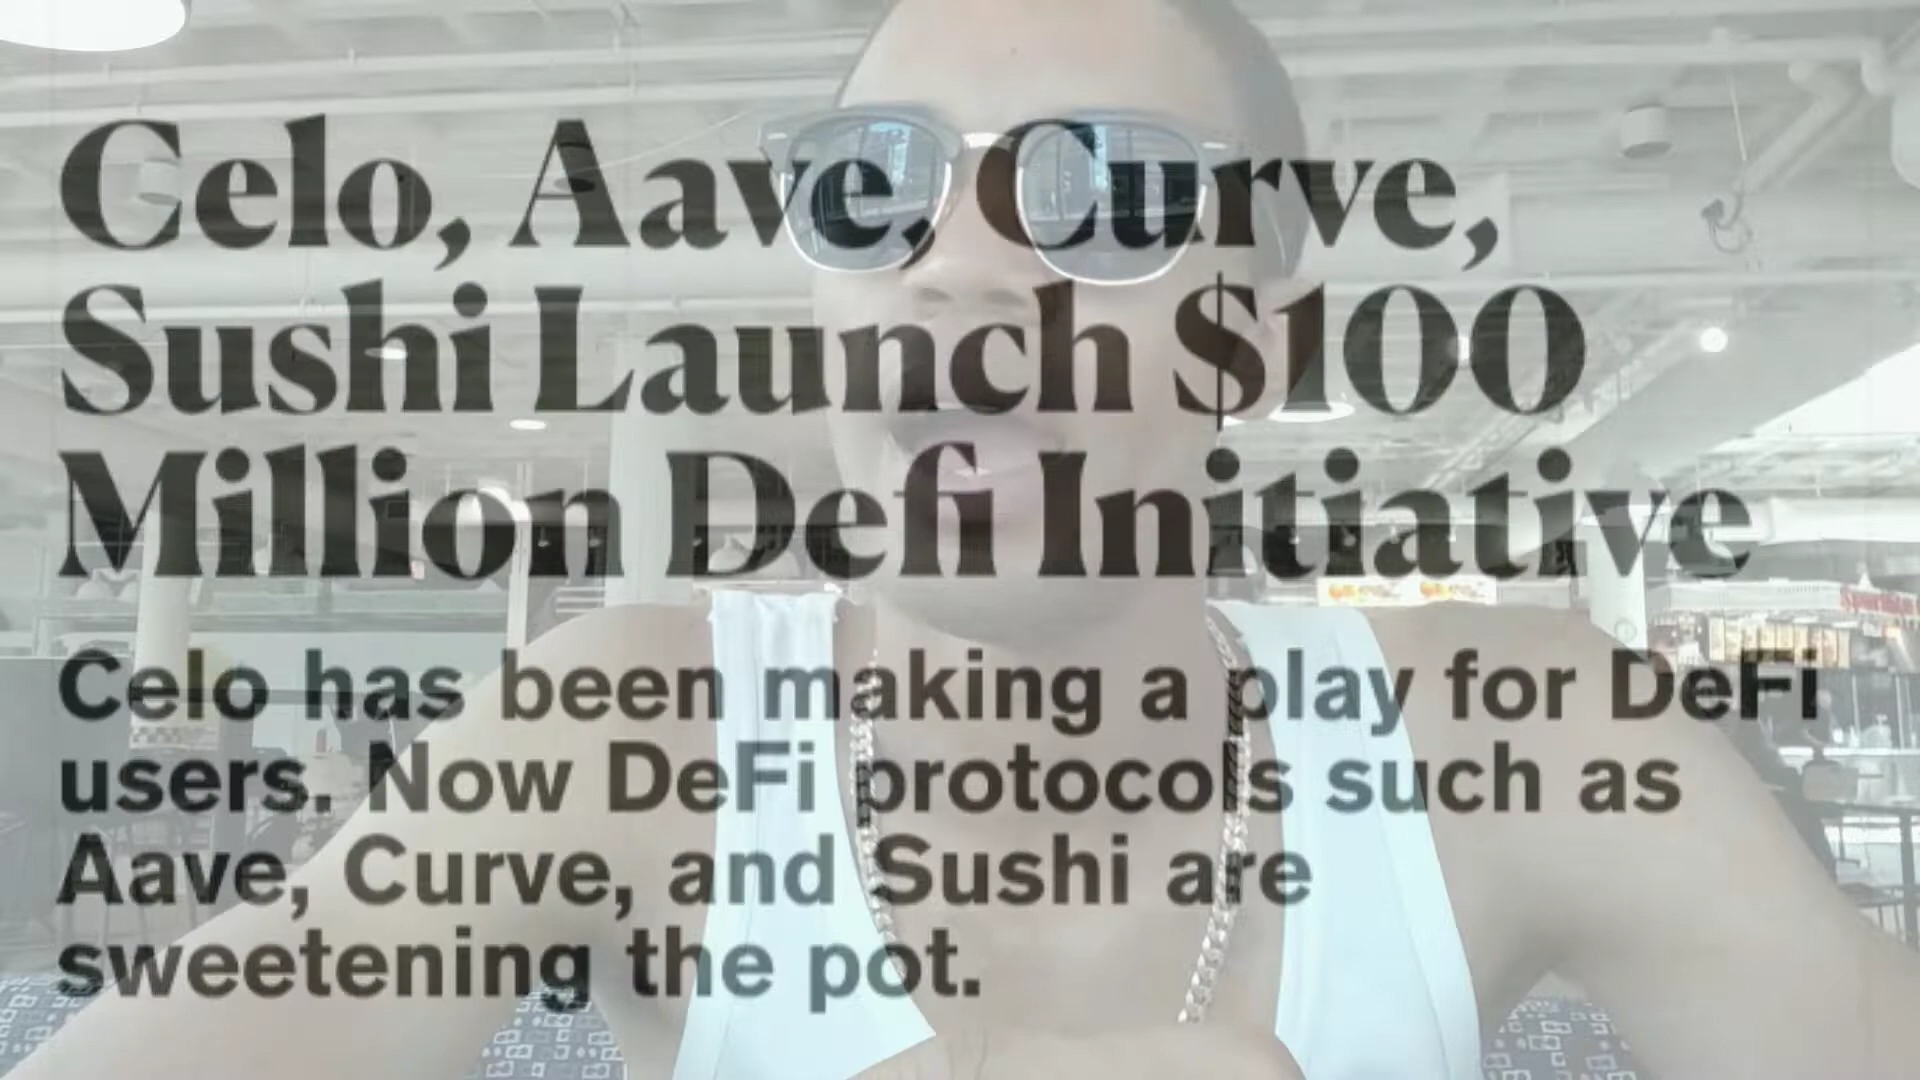 Celo, Aave, Curve,
Sushi Launch $100
Million Defi Initiative
Celo has been making a play for DeFi
users. Now DeFi protocols such as
Aave, Curve, and Sushi are
sweetening the pot.